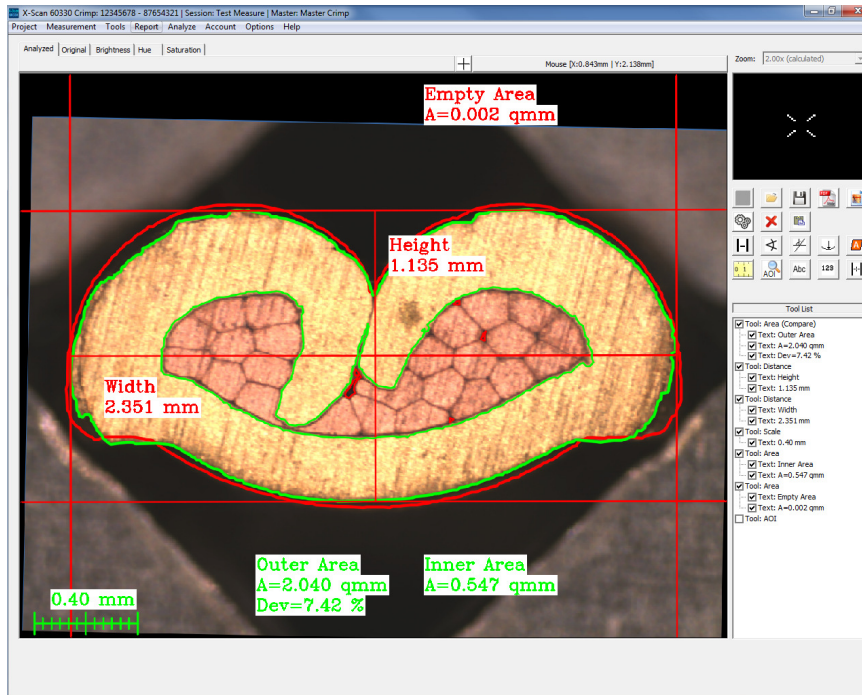 X-Scan 60330 Crimp: 12345678 - 87654321 | Session: Test Measure | Master: Master Crimp
Project Measurement Tools Report Analyze Account Options Help
Analyzed Original Brightness Hue Saturation
Mouse [X:0.843mm | Y:2.138mm]
Zoom: 2.00x (calculated)
Empty Area
A=0.002 qmm
Height
1.135 mm
Width
2.351 mm
Outer Area
A=2.040 qmm
Dev=7.42 %
Inner Area
A=0.547 qmm
0.40 mm
PDF
A
0 1
AOI
Abc
123
Tool List
Tool: Area (Compare)
Text: Outer Area
Text: A=2.040 qmm
Text: Dev=7.42 %
Tool: Distance
Text: Height
Text: 1.135 mm
Tool: Distance
Text: Width
Text: 2.351 mm
Tool: Scale
Text: 0.40 mm
Tool: Area
Text: Inner Area
Text: A=0.547 qmm
Tool: Area
Text: Empty Area
Text: A=0.002 qmm
Tool: AOI